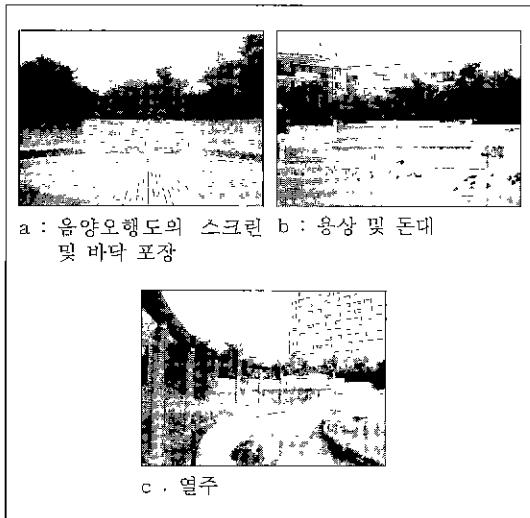 a : 음양오행도의 스크린
및 바닥 포장
b : 용상 및 돈대
c . 열주